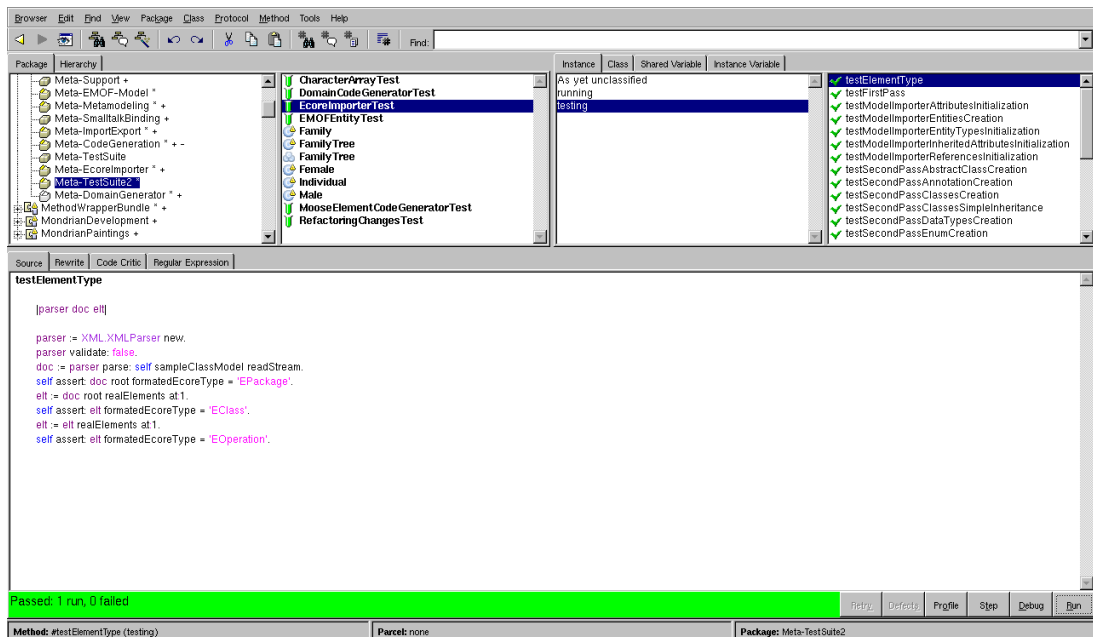 Browser Edit Find View Package Class Protocol Method Tools Help
Find:
Package Hierarchy
Meta-Support +
Meta-EMOF-Model *
Meta-Metamodeling * +
Meta-SmalltalkBinding +
Meta-ImportExport * +
Meta-CodeGeneration * + -
Meta-TestSuite
Meta-EcoreImporter * +
Meta-TestSuite2 *
Meta-DomainGenerator * +
MethodWrapperBundle * +
MondrianDevelopment +
MondrianPaintings +
CharacterArrayTest
DomainCodeGeneratorTest
EcoreImporterTest
EMOFEntityTest
Family
FamilyTree
FamilyTree
Female
Individual
Male
MooseElementCodeGeneratorTest
RefactoringChangesTest
Instance Class Shared Variable Instance Variable
As yet unclassified
running
testing
testElementType
testFirstPass
testModelImporterAttributesInitialization
testModelImporterEntitiesCreation
testModelImporterEntityTypesInitialization
testModelImporterInheritedAttributesInitialization
testModelImporterReferencesInitialization
testSecondPassAbstractClassCreation
testSecondPassAnnotationCreation
testSecondPassClassesCreation
testSecondPassClassesSimpleInheritance
testSecondPassDataTypesCreation
testSecondPassEnumCreation
Source Rewrite Code Critic Regular Expression
testElementType
|parser doc elt|
parser := XML.XMLParser new.
parser validate: false.
doc := parser parse: self sampleClassModel readStream.
self assert: doc root formatedEcoreType = 'EPackage'.
elt := doc root realElements at:1.
self assert: elt formatedEcoreType = 'EClass'.
elt := elt realElements at:1.
self assert: elt formatedEcoreType = 'EOperation'.
Passed: 1 run, 0 failed
Retry Defects Profile Step Debug Run
Method: #testElementType (testing) Parcel: none Package: Meta-TestSuite2